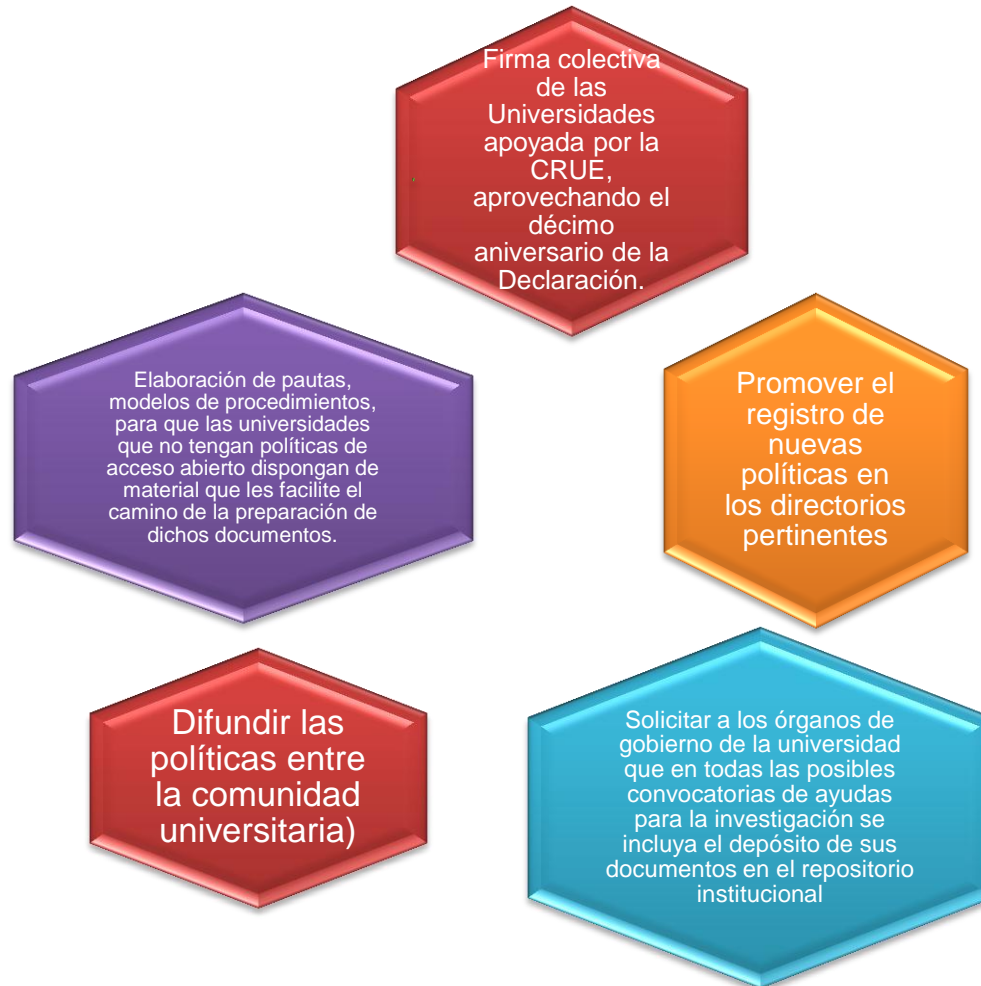 Firma colectiva
de las
Universidades
apoyada por la
CRUE,
aprovechando el
décimo
aniversario de la
Declaración.
Elaboración de pautas,
modelos de procedimientos,
para que las universidades
que no tengan políticas de
acceso abierto dispongan de
material que les facilite el
camino de la preparación de
dichos documentos.
Promover el
registro de
nuevas
políticas en
los directorios
pertinentes
Difundir las
políticas entre
la comunidad
universitaria)
Solicitar a los órganos de
gobierno de la universidad
que en todas las posibles
convocatorias de ayudas
para la investigación se
incluya el depósito de sus
documentos en el repositorio
institucional